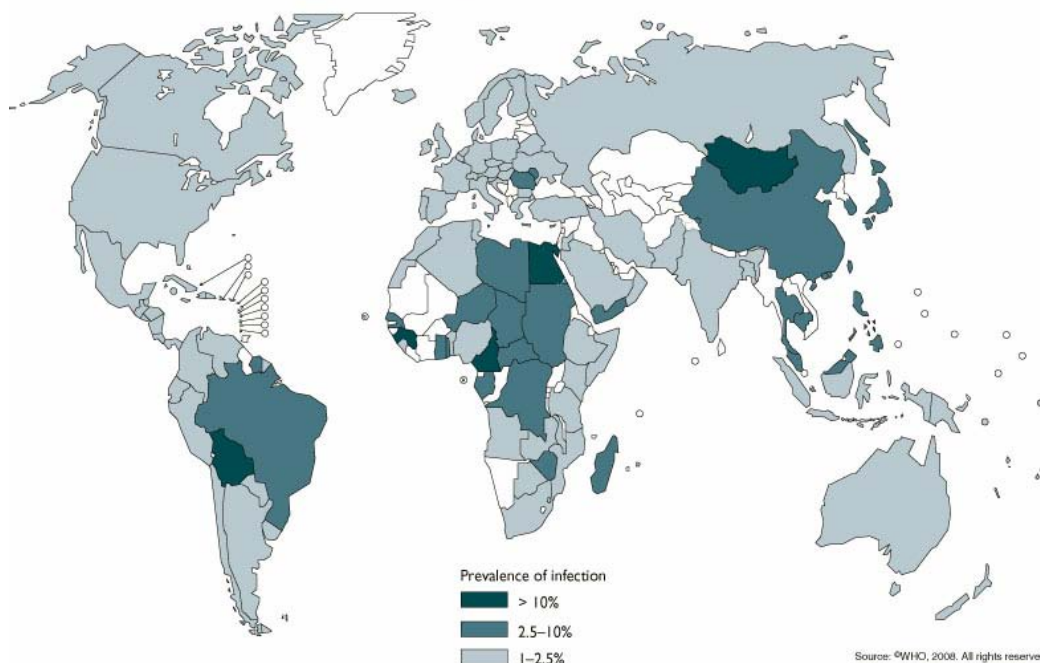 Prevalence of infection
> 10%
2.5–10%
1–2.5%
Source: ©WHO, 2008. All rights reserve